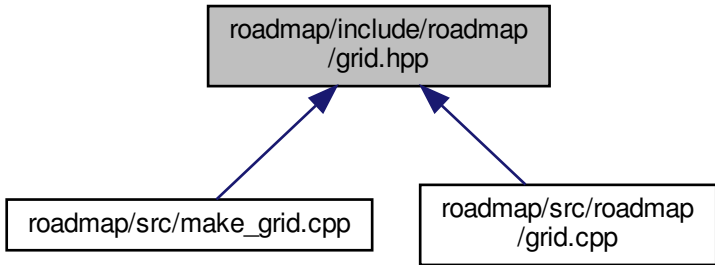 roadmap/include/roadmap
/grid.hpp
roadmap/src/make_grid.cpp
roadmap/src/roadmap
/grid.cpp